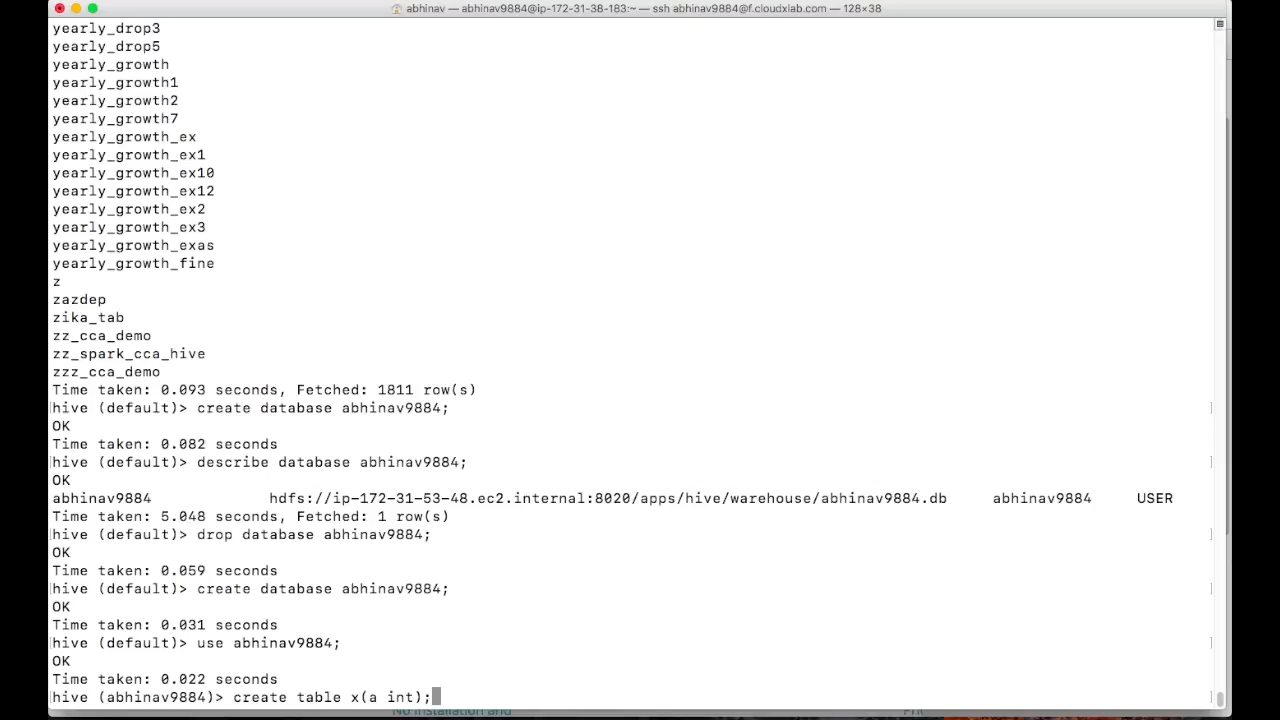 abhinav — abhinav9884@ip-172-31-38-183:~ — ssh abhinav9884@f.cloudxlab.com — 128×38
yearly_drop3
yearly_drop5
yearly_growth
yearly_growth1
yearly_growth2
yearly_growth7
yearly_growth_ex
yearly_growth_ex1
yearly_growth_ex10
yearly_growth_ex12
yearly_growth_ex2
yearly_growth_ex3
yearly_growth_exas
yearly_growth_fine
z
zazdep
zika_tab
zz_cca_demo
zz_spark_cca_hive
zzz_cca_demo
Time taken: 0.093 seconds, Fetched: 1811 row(s)
hive (default)> create database abhinav9884;
OK
Time taken: 0.082 seconds
hive (default)> describe database abhinav9884;
OK
abhinav9884 hdfs://ip-172-31-53-48.ec2.internal:8020/apps/hive/warehouse/abhinav9884.db abhinav9884 USER
Time taken: 5.048 seconds, Fetched: 1 row(s)
hive (default)> drop database abhinav9884;
OK
Time taken: 0.059 seconds
hive (default)> create database abhinav9884;
OK
Time taken: 0.031 seconds
hive (default)> use abhinav9884;
OK
Time taken: 0.022 seconds
hive (abhinav9884)> create table x(a int);
No installation and